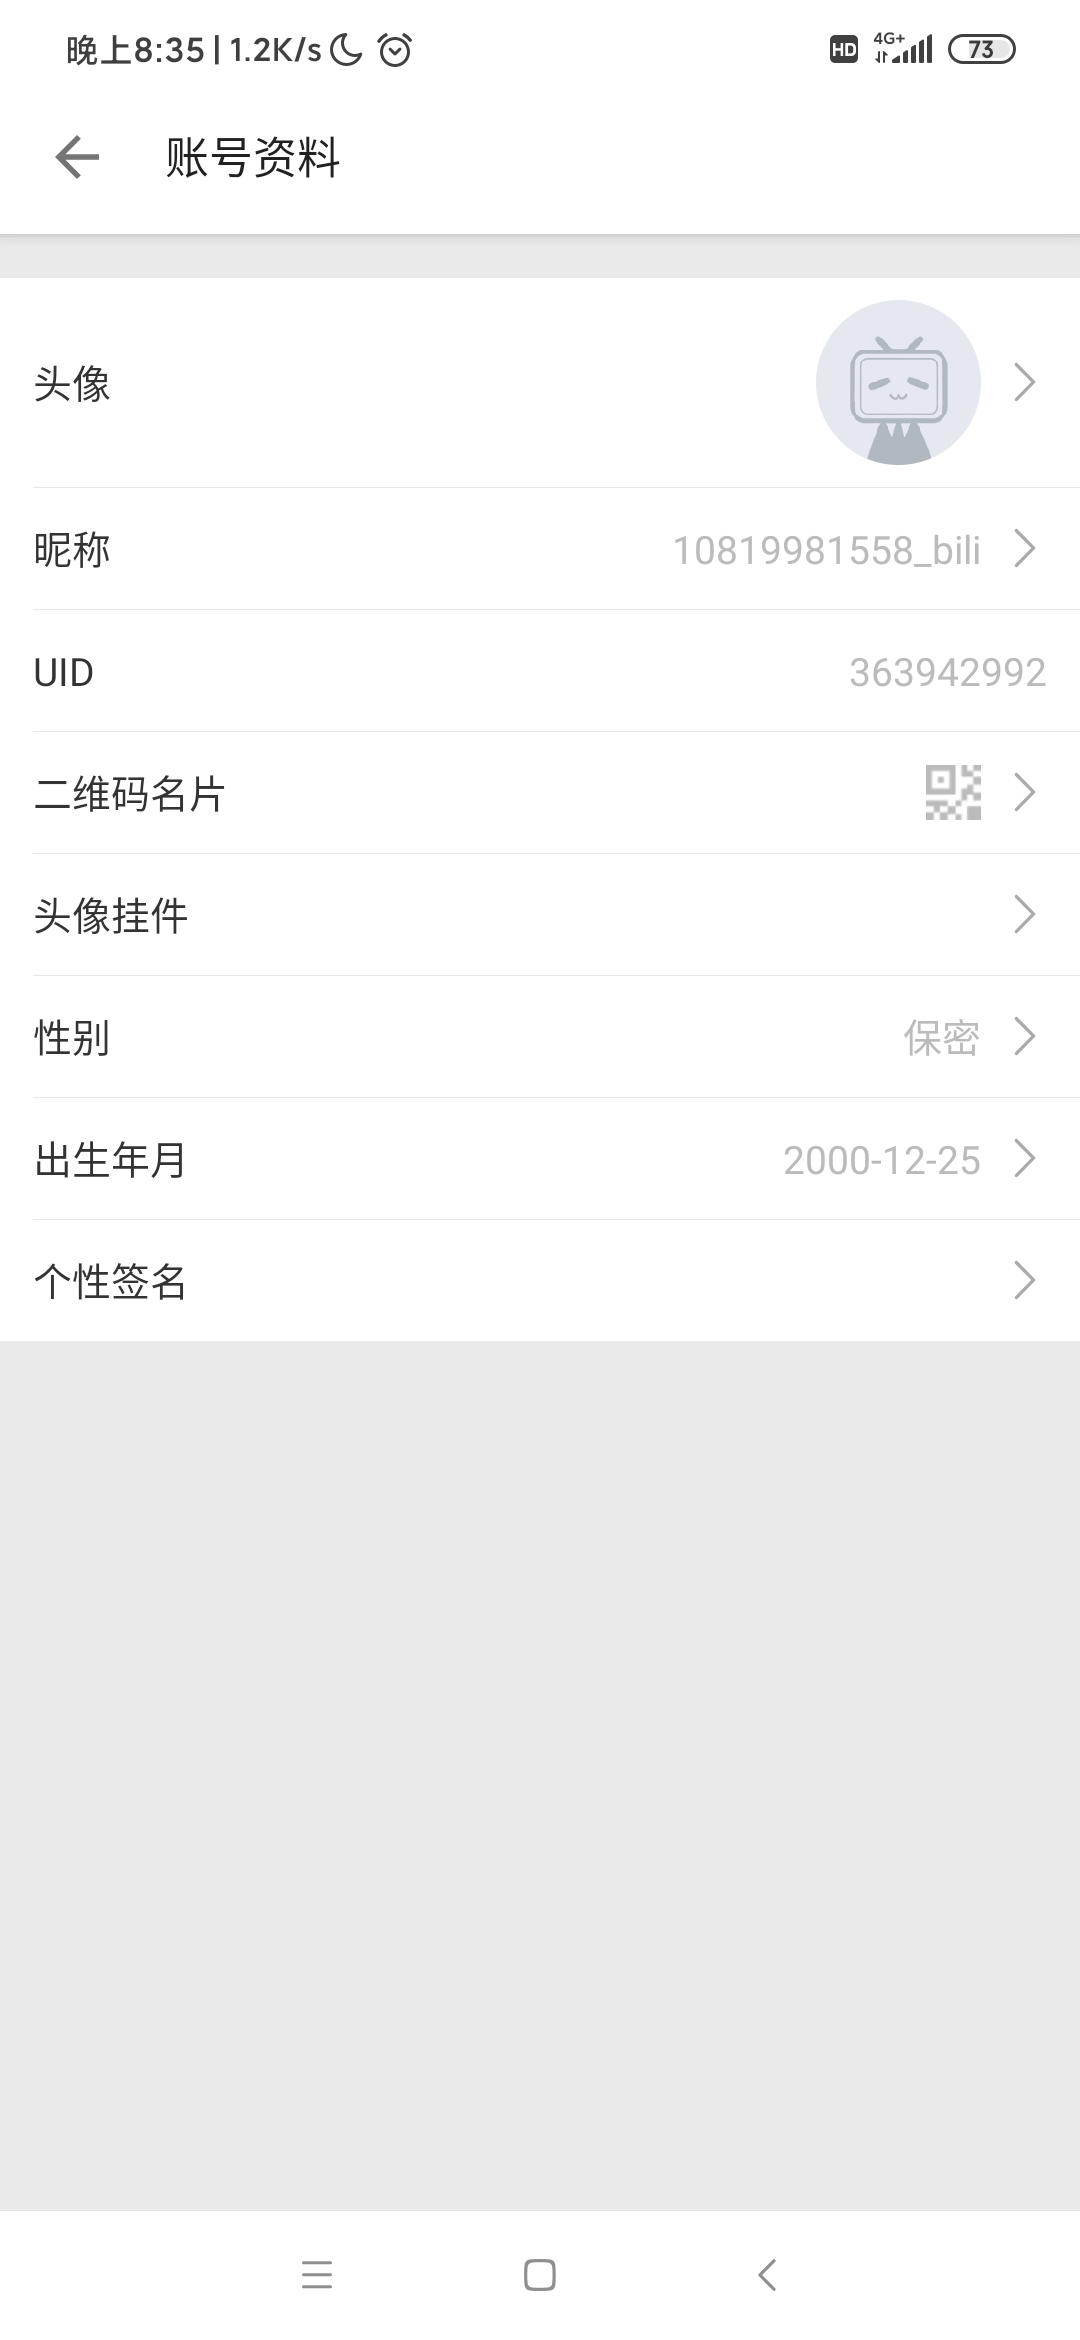 晚上8:35 | 1.2K/s
HD 4G+ 73
账号资料
头像
昵称 10819981558_bili
UID 363942992
二维码名片
头像挂件
性别 保密
出生年月 2000-12-25
个性签名